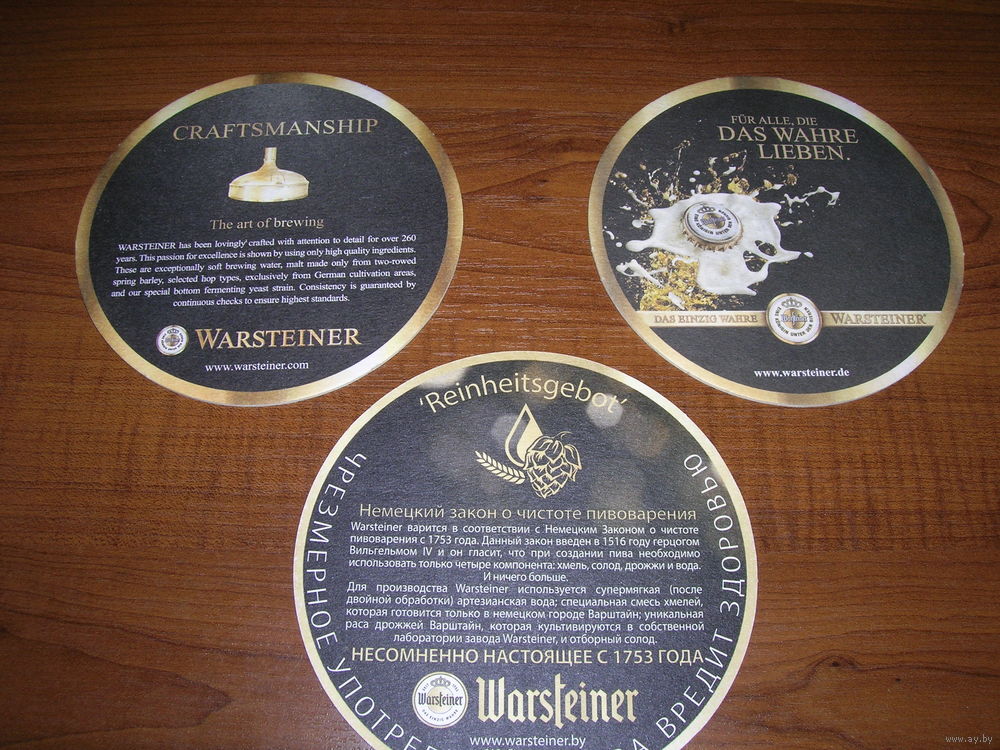 CRAFTSMANSHIP
The art of brewing
WARSTEINER has been lovingly crafted with attention to detail for over 260
years. This passion for excellence is shown by using only high quality ingredients.
These are exceptionally soft brewing water, malt made only from two-rowed
spring barley, selected hop types, exclusively from German cultivation areas,
and our special bottom fermenting yeast strain. Consistency is guaranteed by
continuous checks to ensure highest standards.
WARSTEINER
www.warsteiner.com
FÜR ALLE, DIE
DAS WAHRE
LIEBEN.
DAS EINZIG WAHRE
WARSTEINER
www.warsteiner.de
'Reinheitsgebot'
Немецкий закон о чистоте пивоварения
Warsteiner варится в соответствии с Немецким Законом о чистоте
пивоварения с 1753 года. Данный закон введен в 1516 году герцогом
Вильгельмом IV и он гласит, что при создании пива необходимо
использовать только четыре компонента: хмель, солод, дрожжи и вода.
И ничего больше.
Для производства Warsteiner используется супермягкая (после
двойной обработки) артезианская вода; специальная смесь хмелей,
которая готовится только в немецком городе Варштайн; уникальная
раса дрожжей Варштайн, которая культивируются в собственной
лаборатории завода Warsteiner, и отборный солод.
НЕСОМНЕННО НАСТОЯЩЕЕ С 1753 ГОДА
Warsteiner
Warsteiner
www.warsteiner.by
ЧРЕЗМЕРНОЕ
ВРЕДИТ ЗДОРОВЬЮ
www.ay.by